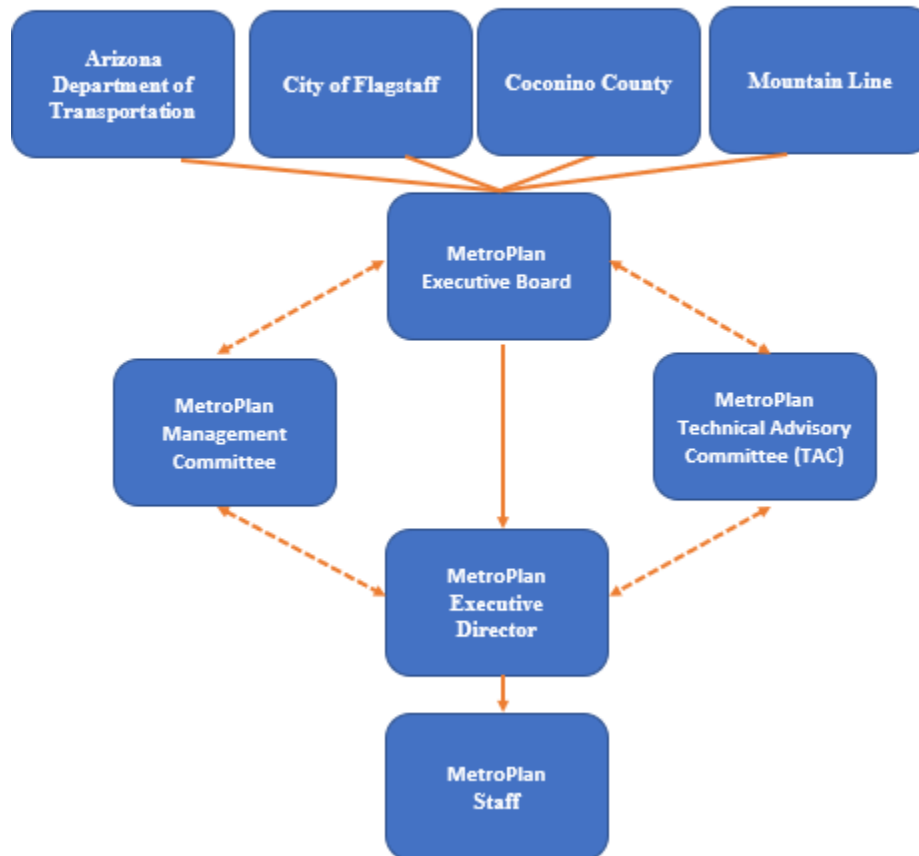 Arizona
Department of
Transportation
City of Flagstaff
Coconino County
Mountain Line
MetroPlan
Executive Board
MetroPlan
Management
Committee
MetroPlan
Technical Advisory
Committee (TAC)
MetroPlan
Executive
Director
MetroPlan
Staff